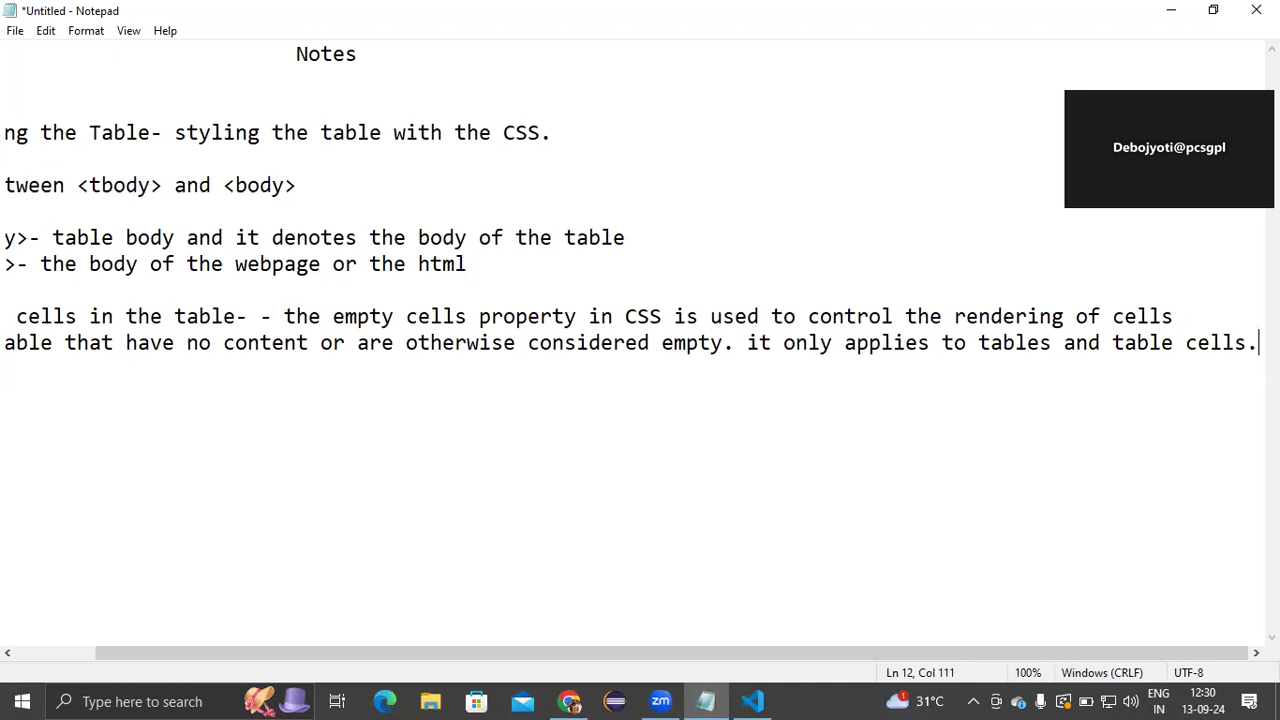 *Untitled - Notepad
File Edit Format View Help
Notes
ng the Table- styling the table with the CSS.
Debojyoti@pcsgpl
tween <tbody> and <body>
y>- table body and it denotes the body of the table
>- the body of the webpage or the html
cells in the table- - the empty cells property in CSS is used to control the rendering of cells
able that have no content or are otherwise considered empty. it only applies to tables and table cells.
Ln 12, Col 111 100% Windows (CRLF) UTF-8
Type here to search
zm
1
31°C
ENG
IN
12:30
13-09-24